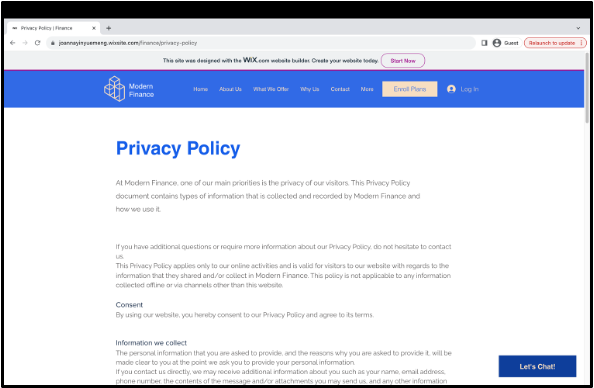 Privacy Policy | Finance
joannayinyuemeng.wixsite.com/finance/privacy-policy
Guest
Relaunch to update
This site was designed with the WiX.com website builder. Create your website today.
Start Now
Modern
Finance
Home
About Us
What We Offer
Why Us
Contact
More
Enroll Plans
Log In
Privacy Policy
At Modern Finance, one of our main priorities is the privacy of our visitors. This Privacy Policy
document contains types of information that is collected and recorded by Modern Finance and
how we use it.
If you have additional questions or require more information about our Privacy Policy, do not hesitate to contact
us.
This Privacy Policy applies only to our online activities and is valid for visitors to our website with regards to the
information that they shared and/or collect in Modern Finance. This policy is not applicable to any information
collected offline or via channels other than this website.
Consent
By using our website, you hereby consent to our Privacy Policy and agree to its terms.
Information we collect
The personal information that you are asked to provide, and the reasons why you are asked to provide it, will be
made clear to you at the point we ask you to provide your personal information.
If you contact us directly, we may receive additional information about you such as your name, email address,
phone number, the contents of the message and/or attachments you may send us, and any other information
Let's Chat!